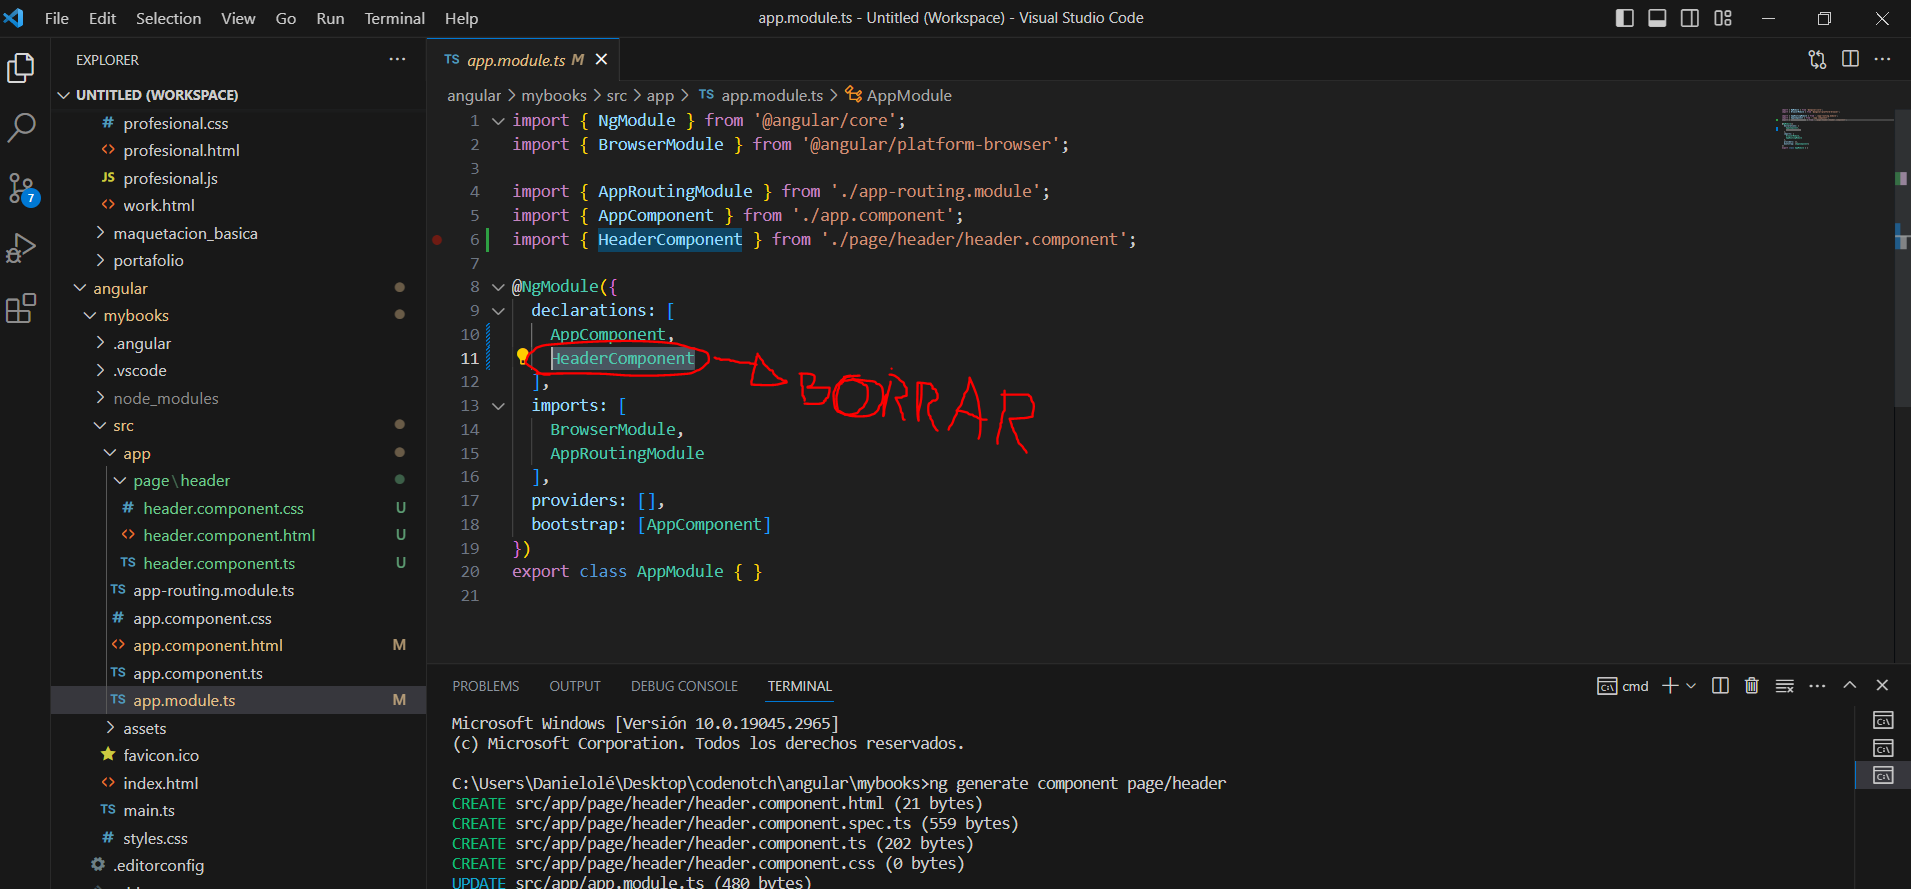 File Edit Selection View Go Run Terminal Help
app.module.ts - Untitled (Workspace) - Visual Studio Code
EXPLORER
UNTITLED (WORKSPACE)
# profesional.css
<> profesional.html
JS profesional.js
<> work.html
maquetacion_basica
portafolio
angular
mybooks
.angular
.vscode
node_modules
src
app
page\header
# header.component.css U
<> header.component.html U
TS header.component.ts U
TS app-routing.module.ts
# app.component.css
<> app.component.html M
TS app.component.ts
TS app.module.ts M
assets
favicon.ico
<> index.html
TS main.ts
# styles.css
.editorconfig
7
TS app.module.ts M
angular > mybooks > src > app > TS app.module.ts > AppModule
1 import { NgModule } from '@angular/core';
2 import { BrowserModule } from '@angular/platform-browser';
3
4 import { AppRoutingModule } from './app-routing.module';
5 import { AppComponent } from './app.component';
6 import { HeaderComponent } from './page/header/header.component';
7
8 @NgModule({
9 declarations: [
10 AppComponent,
11 HeaderComponent
BORRAR
12 ],
13 imports: [
14 BrowserModule,
15 AppRoutingModule
16 ],
17 providers: [],
18 bootstrap: [AppComponent]
19 })
20 export class AppModule { }
21
PROBLEMS OUTPUT DEBUG CONSOLE TERMINAL
cmd
Microsoft Windows [Versión 10.0.19045.2965]
(c) Microsoft Corporation. Todos los derechos reservados.
C:\Users\Danielolé\Desktop\codenotch\angular\mybooks>ng generate component page/header
CREATE src/app/page/header/header.component.html (21 bytes)
CREATE src/app/page/header/header.component.spec.ts (559 bytes)
CREATE src/app/page/header/header.component.ts (202 bytes)
CREATE src/app/page/header/header.component.css (0 bytes)
UPDATE src/app/app.module.ts (480 bytes)